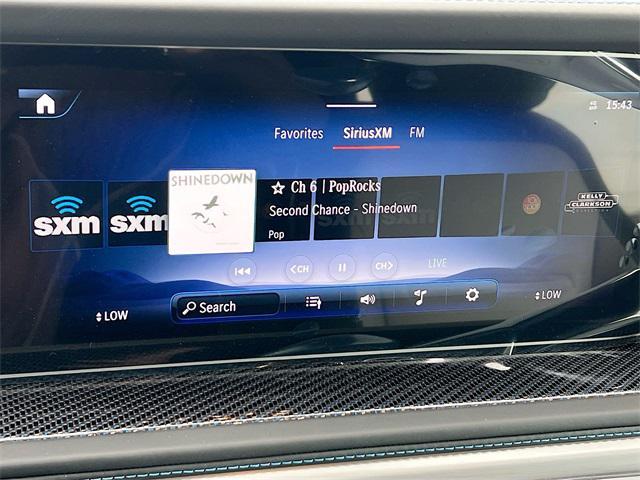 15:43
Favorites SiriusXM FM
sxm
sxm
SHINEDOWN
Ch 6 | PopRocks
Second Chance - Shinedown
Pop
KELLY
CLARKSON
<CH CH> LIVE
LOW
Search
LOW